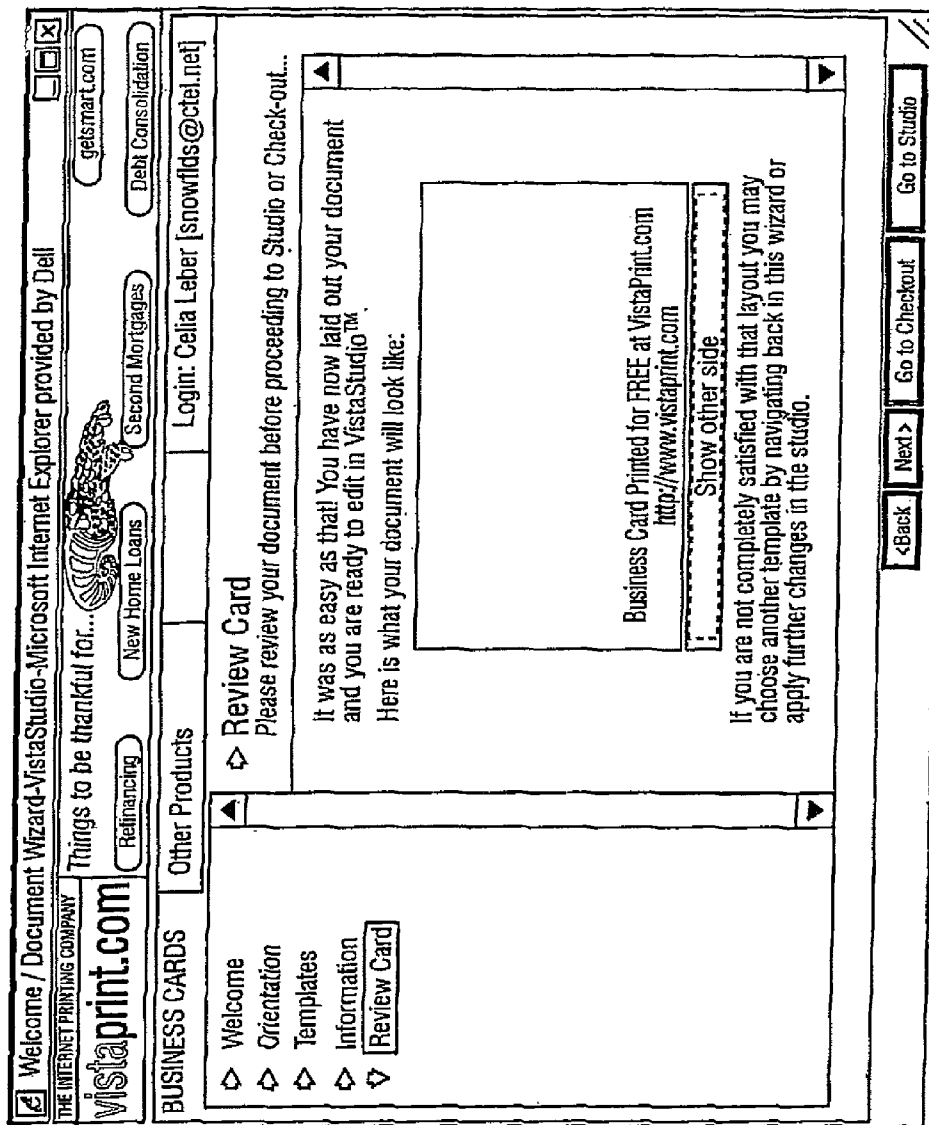 Welcome / Document Wizard-VistaStudio-Microsoft Internet Explorer provided by Dell
THE INTERNET PRINTING COMPANY
vistaprint.com
Things to be thankful for...
getsmart.com
Refinancing
New Home Loans
Second Mortgages
Debt Consolidation
BUSINESS CARDS
Other Products
Login: Celia Leber [snowflds@ctel.net]
Welcome
Orientation
Templates
Information
Review Card
Review Card
Please review your document before proceeding to Studio or Check-out...
It was as easy as that! You have now laid out your document
and you are ready to edit in VistaStudio™.
Here is what your document will look like:
Business Card Printed for FREE at VistaPrint.com
http://www.vistaprint.com
Show other side
If you are not completely satisfied with that layout you may
choose another template by navigating back in this wizard or
apply further changes in the studio.
<Back
Next>
Go to Checkout
Go to Studio